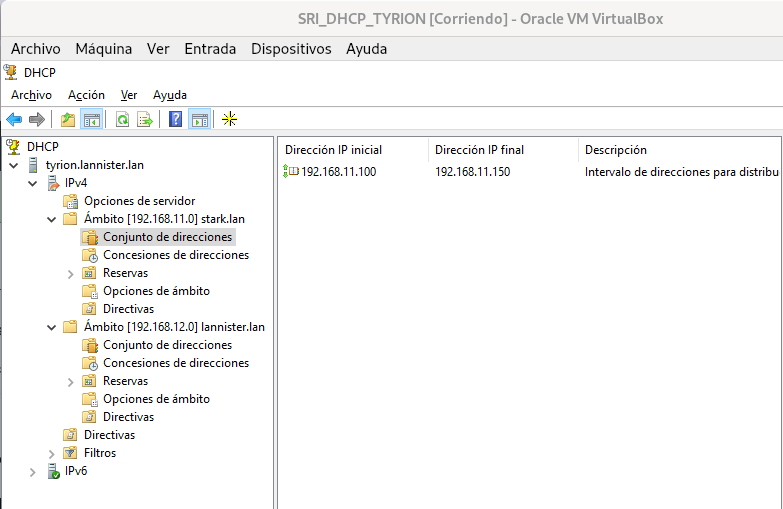 SRI_DHCP_TYRION [Corriendo] - Oracle VM VirtualBox
Archivo Máquina Ver Entrada Dispositivos Ayuda
DHCP
Archivo Acción Ver Ayuda
DHCP
tyrion.lannister.lan
IPv4
Opciones de servidor
Ámbito [192.168.11.0] stark.lan
Conjunto de direcciones
Concesiones de direcciones
Reservas
Opciones de ámbito
Directivas
Ámbito [192.168.12.0] lannister.lan
Conjunto de direcciones
Concesiones de direcciones
Reservas
Opciones de ámbito
Directivas
Directivas
Filtros
IPv6
Dirección IP inicial Dirección IP final Descripción
192.168.11.100 192.168.11.150 Intervalo de direcciones para distribu